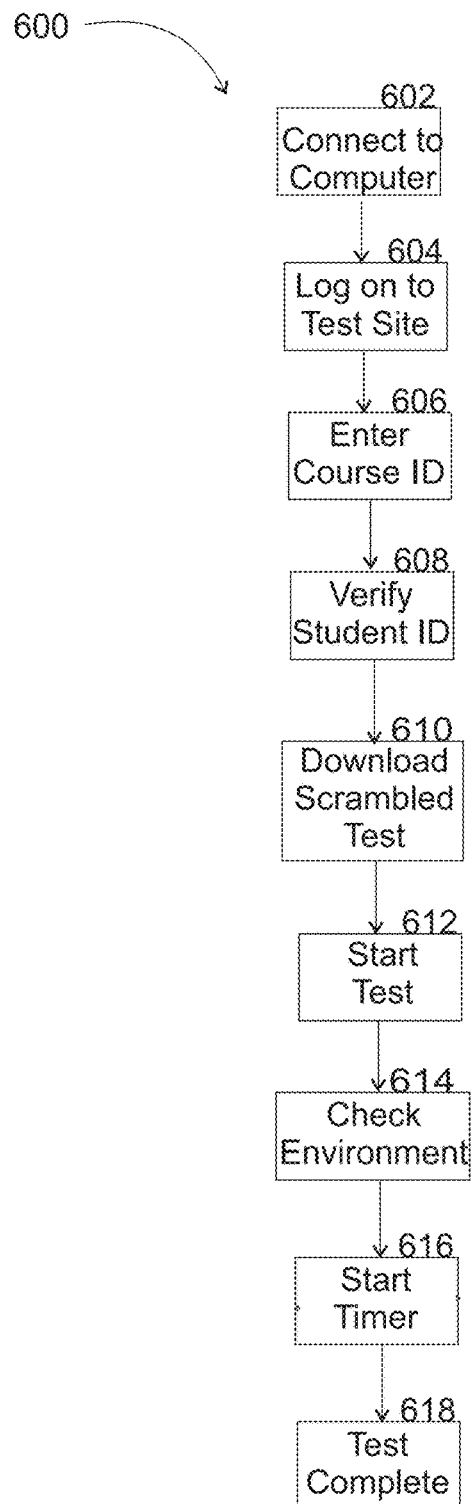 600
602
Connect to
Computer
604
Log on to
Test Site
606
Enter
Course ID
608
Verify
Student ID
610
Download
Scrambled
Test
612
Start
Test
614
Check
Environment
616
Start
Timer
618
Test
Complete